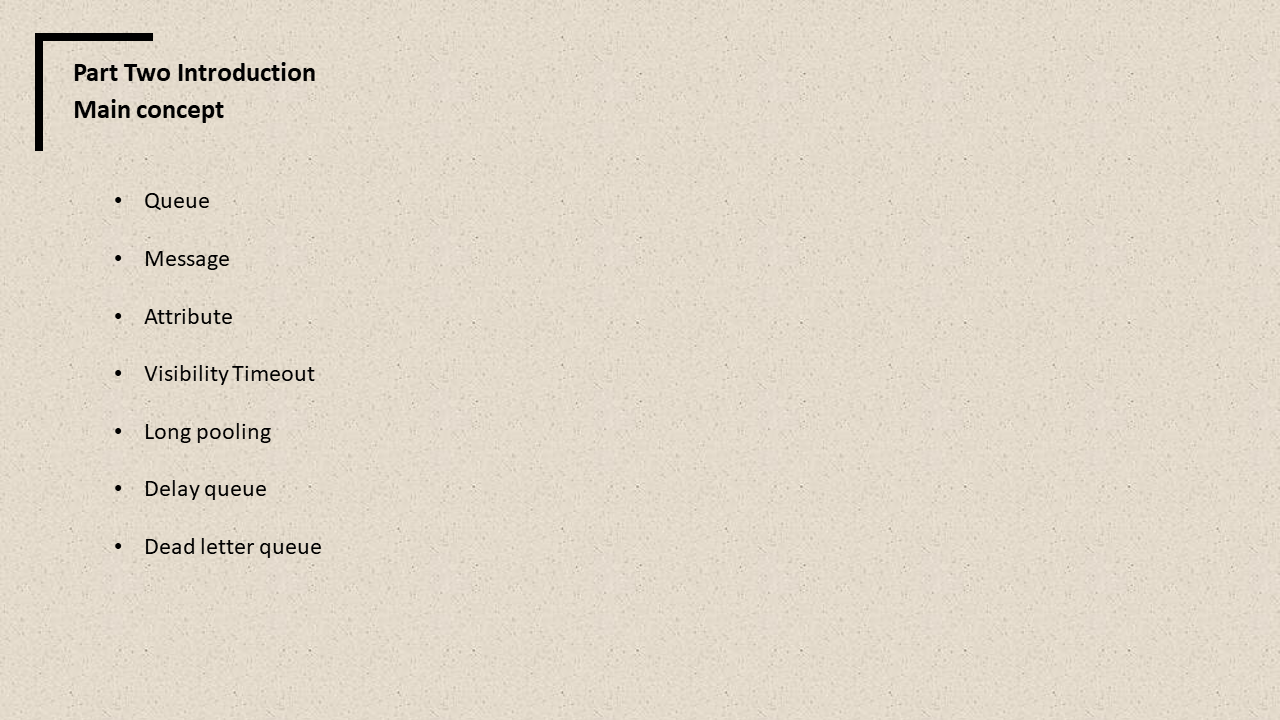 Part Two Introduction
Main concept
• Queue
• Message
• Attribute
• Visibility Timeout
• Long pooling
• Delay queue
• Dead letter queue